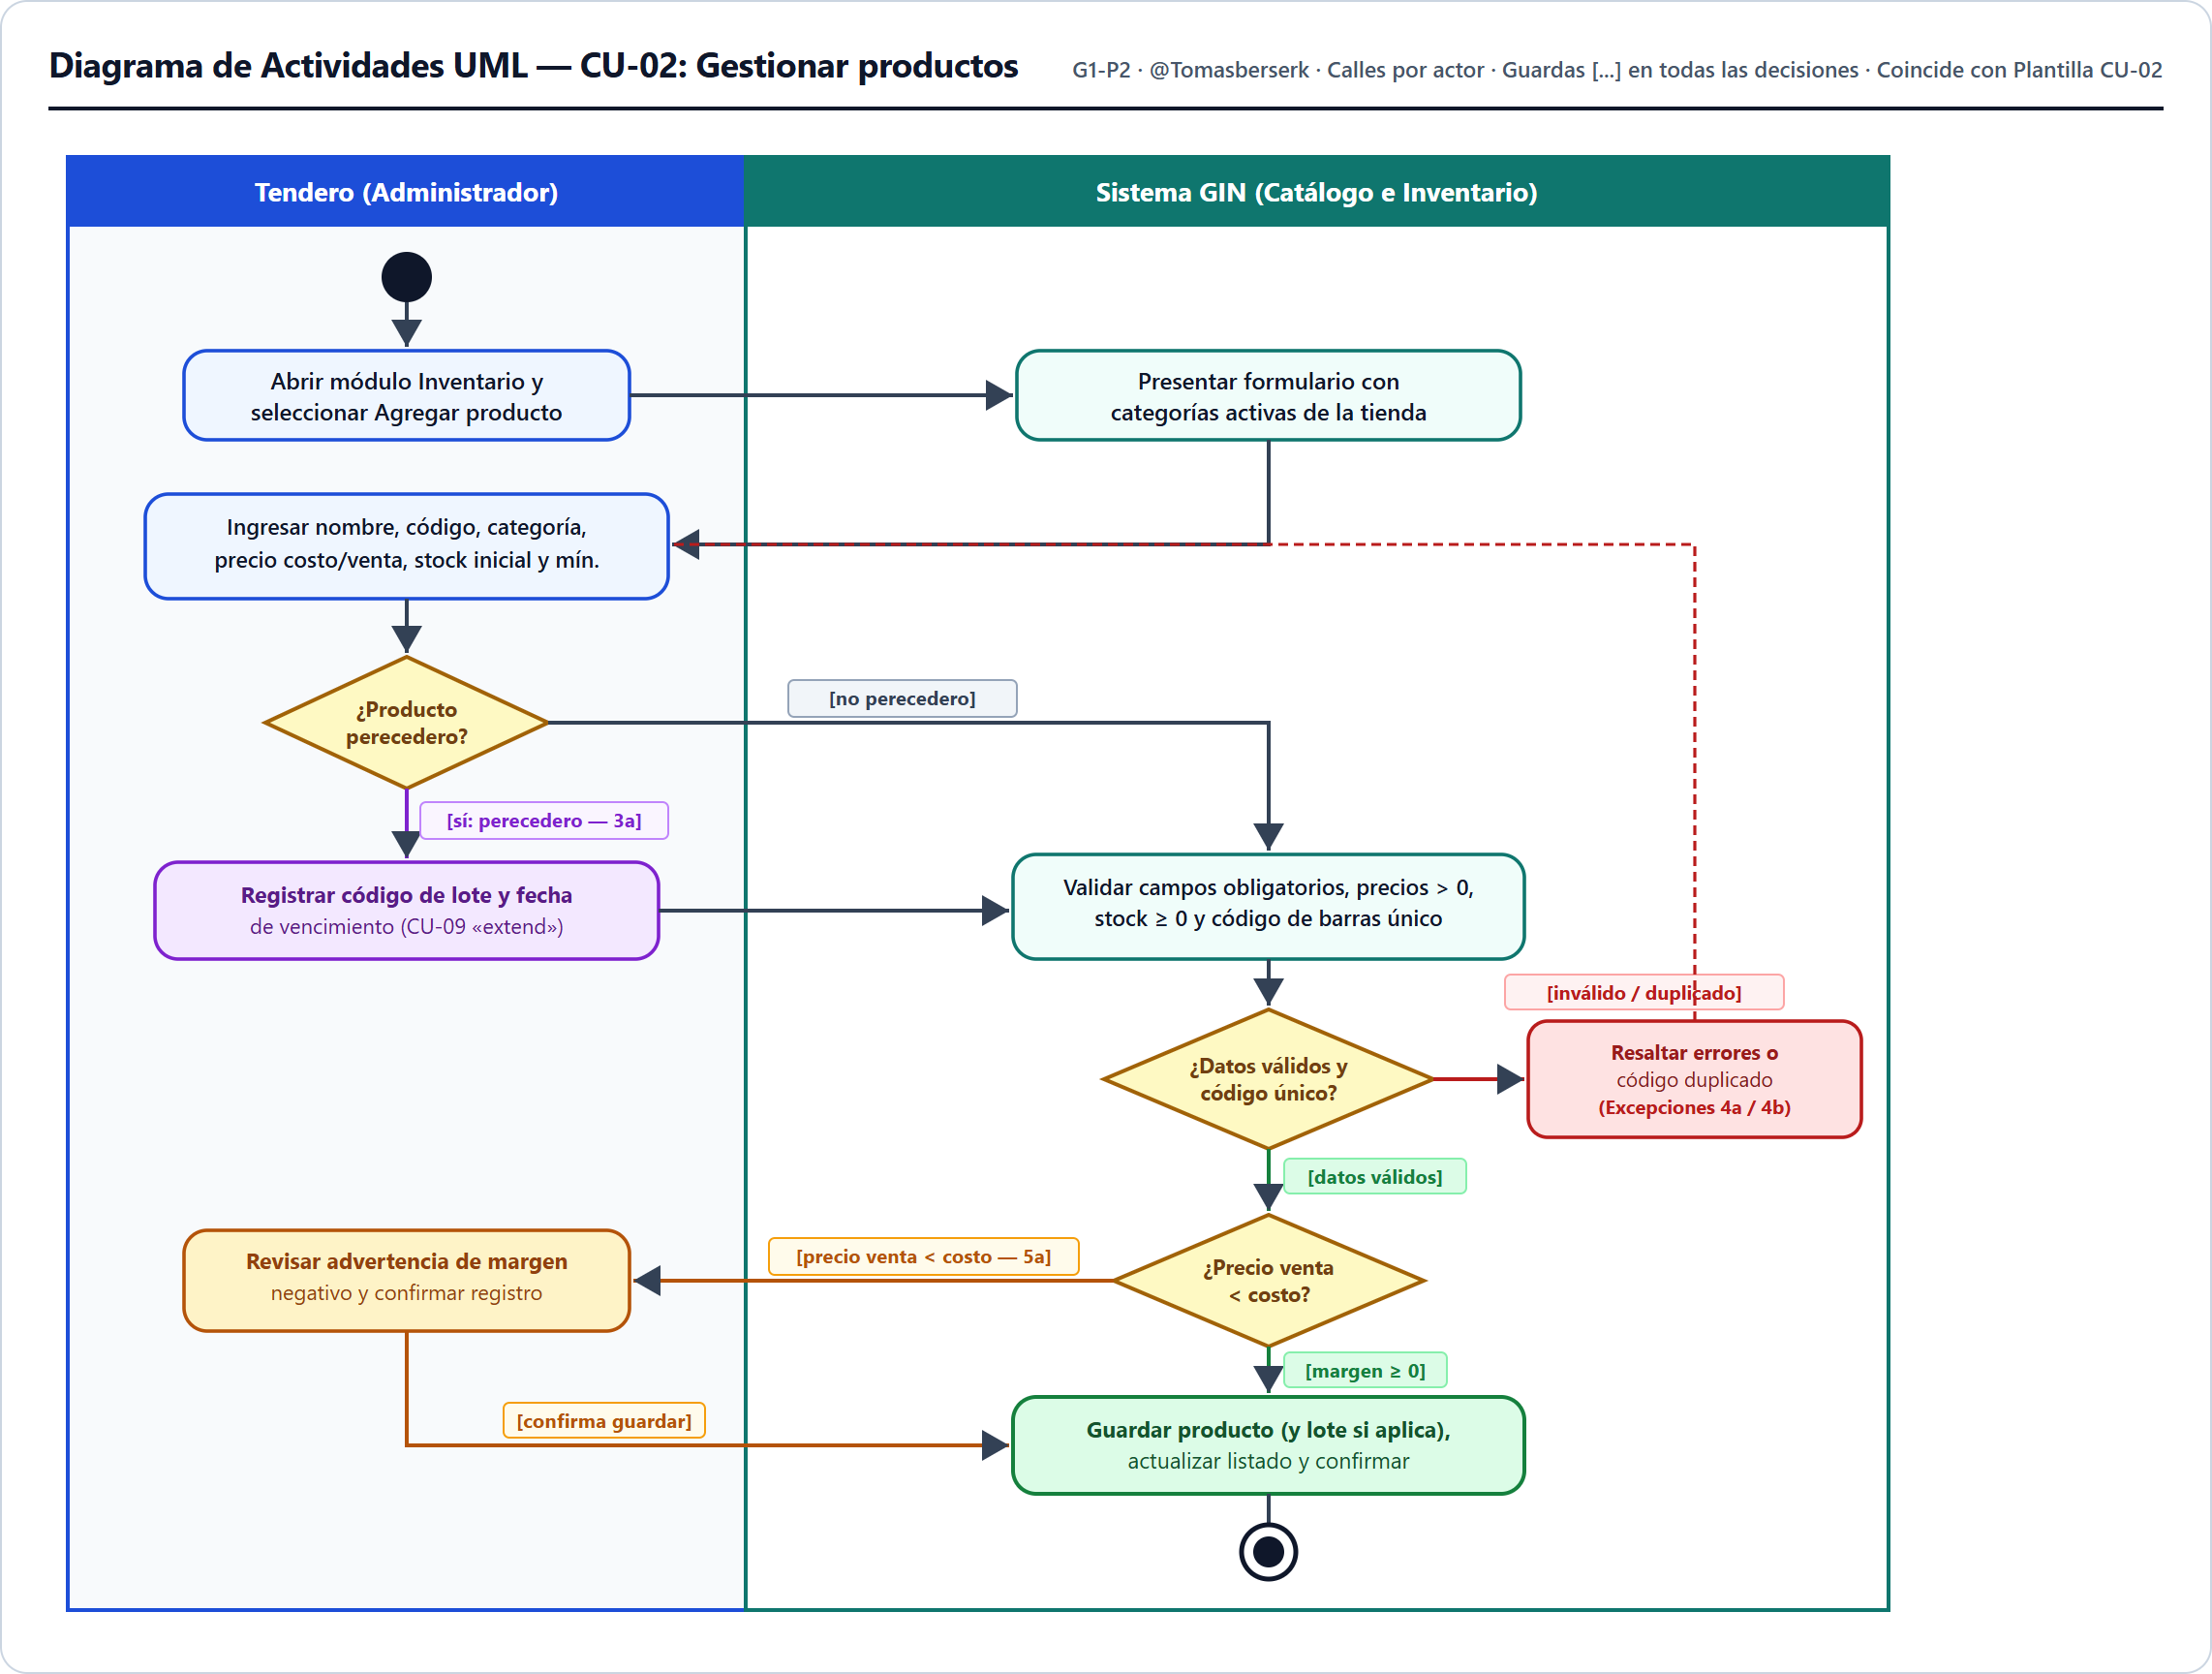 Diagrama de Actividades UML — CU-02: Gestionar productos
G1-P2 · @Tomasberserk · Calles por actor · Guardas [...] en todas las decisiones · Coincide con Plantilla CU-02
Tendero (Administrador)
Sistema GIN (Catálogo e Inventario)
Abrir módulo Inventario y
seleccionar Agregar producto
Presentar formulario con
categorías activas de la tienda
Ingresar nombre, código, categoría,
precio costo/venta, stock inicial y mín.
¿Producto
perecedero?
[no perecedero]
[sí: perecedero — 3a]
Registrar código de lote y fecha
de vencimiento (CU-09 «extend»)
Validar campos obligatorios, precios > 0,
stock ≥ 0 y código de barras único
[inválido / duplicado]
¿Datos válidos y
código único?
Resaltar errores o
código duplicado
(Excepciones 4a / 4b)
[datos válidos]
[precio venta < costo — 5a]
¿Precio venta
< costo?
Revisar advertencia de margen
negativo y confirmar registro
[margen ≥ 0]
[confirma guardar]
Guardar producto (y lote si aplica),
actualizar listado y confirmar